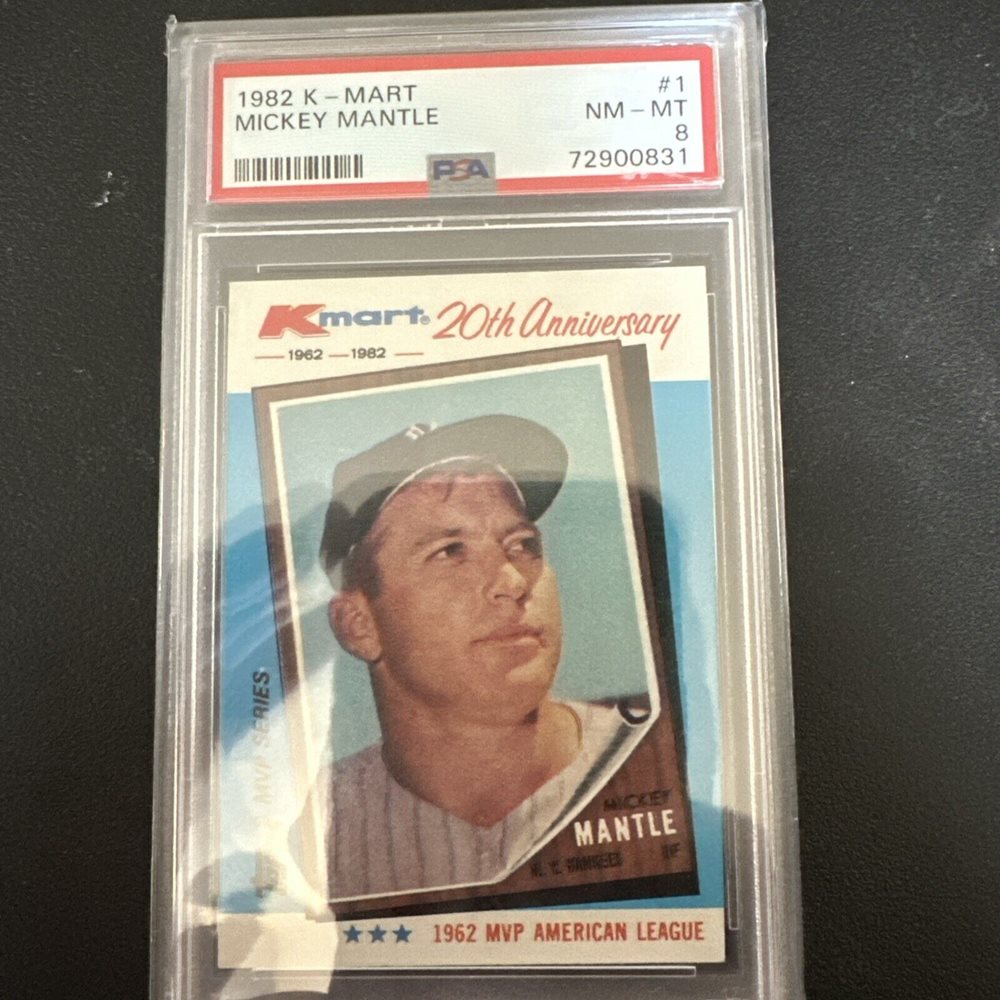 1982 K-MART #1
MICKEY MANTLE NM-MT
8
PSA 72900831
Kmart® 20th Anniversary
1962 — 1982
MVP SERIES
MICKEY
MANTLE
N. Y. YANKEES OF
★★★ 1962 MVP AMERICAN LEAGUE